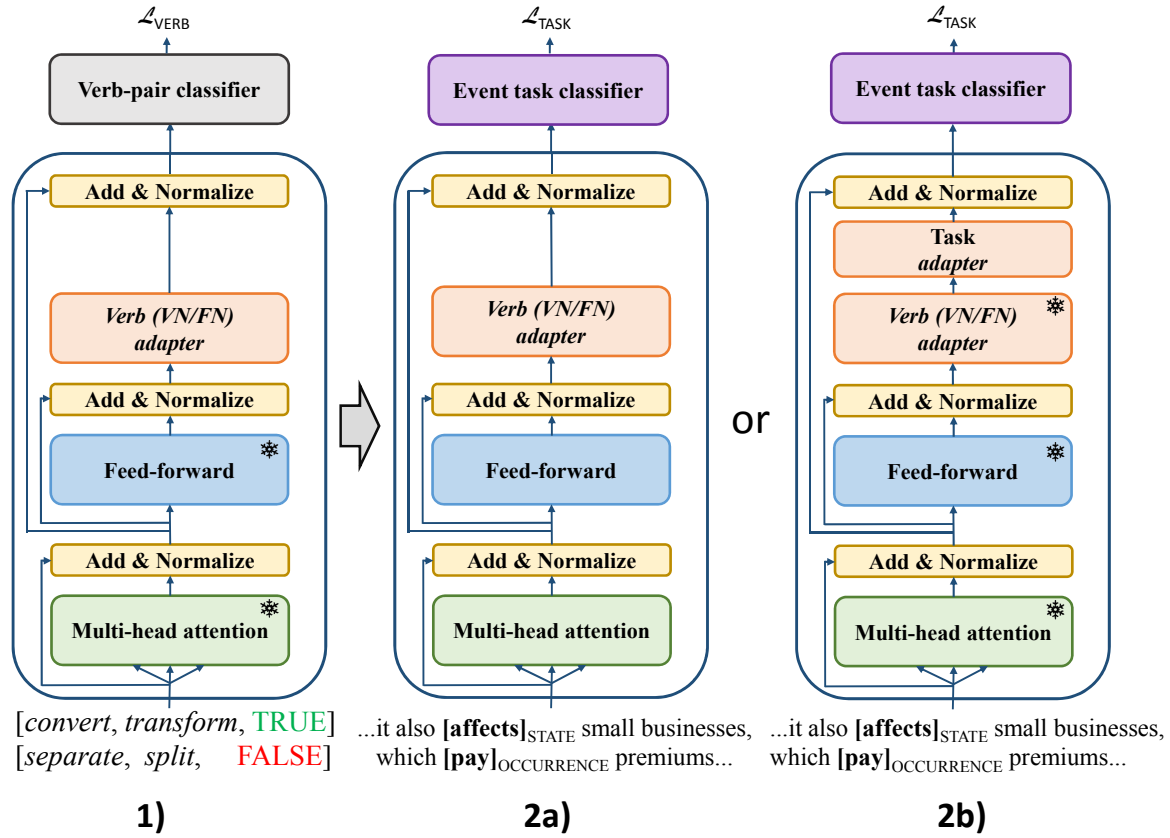 ℒVERB
Verb-pair classifier
Add & Normalize
Verb (VN/FN)
adapter
Add & Normalize
Feed-forward
Add & Normalize
Multi-head attention
[convert, transform, TRUE]
[separate, split, FALSE]
1)
ℒTASK
Event task classifier
Add & Normalize
Verb (VN/FN)
adapter
Add & Normalize
Feed-forward
Add & Normalize
Multi-head attention
...it also [affects]STATE small businesses,
which [pay]OCCURRENCE premiums...
2a)
or
ℒTASK
Event task classifier
Add & Normalize
Task
adapter
Verb (VN/FN)
adapter
Add & Normalize
Feed-forward
Add & Normalize
Multi-head attention
...it also [affects]STATE small businesses,
which [pay]OCCURRENCE premiums...
2b)